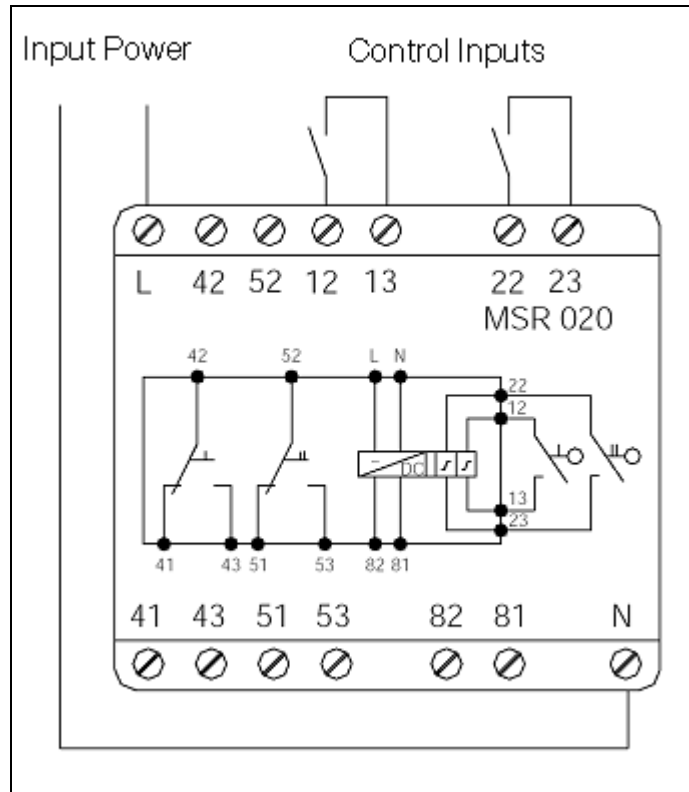 Input Power Control Inputs
L 42 52 12 13 22 23
MSR 020
42 52 L N
22
12
DC
13
23
41 43 51 53 82 81
41 43 51 53 82 81 N